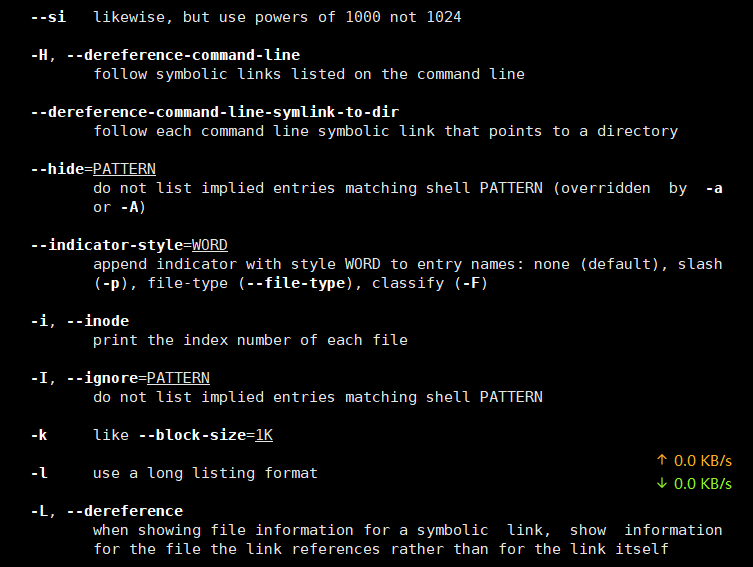 --si   likewise, but use powers of 1000 not 1024
-H, --dereference-command-line
follow symbolic links listed on the command line
--dereference-command-line-symlink-to-dir
follow each command line symbolic link that points to a directory
--hide=PATTERN
do not list implied entries matching shell PATTERN (overridden  by  -a
or -A)
--indicator-style=WORD
append indicator with style WORD to entry names: none (default), slash
(-p), file-type (--file-type), classify (-F)
-i, --inode
print the index number of each file
-I, --ignore=PATTERN
do not list implied entries matching shell PATTERN
-k     like --block-size=1K
↑ 0.0 KB/s
-l     use a long listing format
↓ 0.0 KB/s
-L, --dereference
when showing file information for a symbolic  link,  show  information
for the file the link references rather than for the link itself